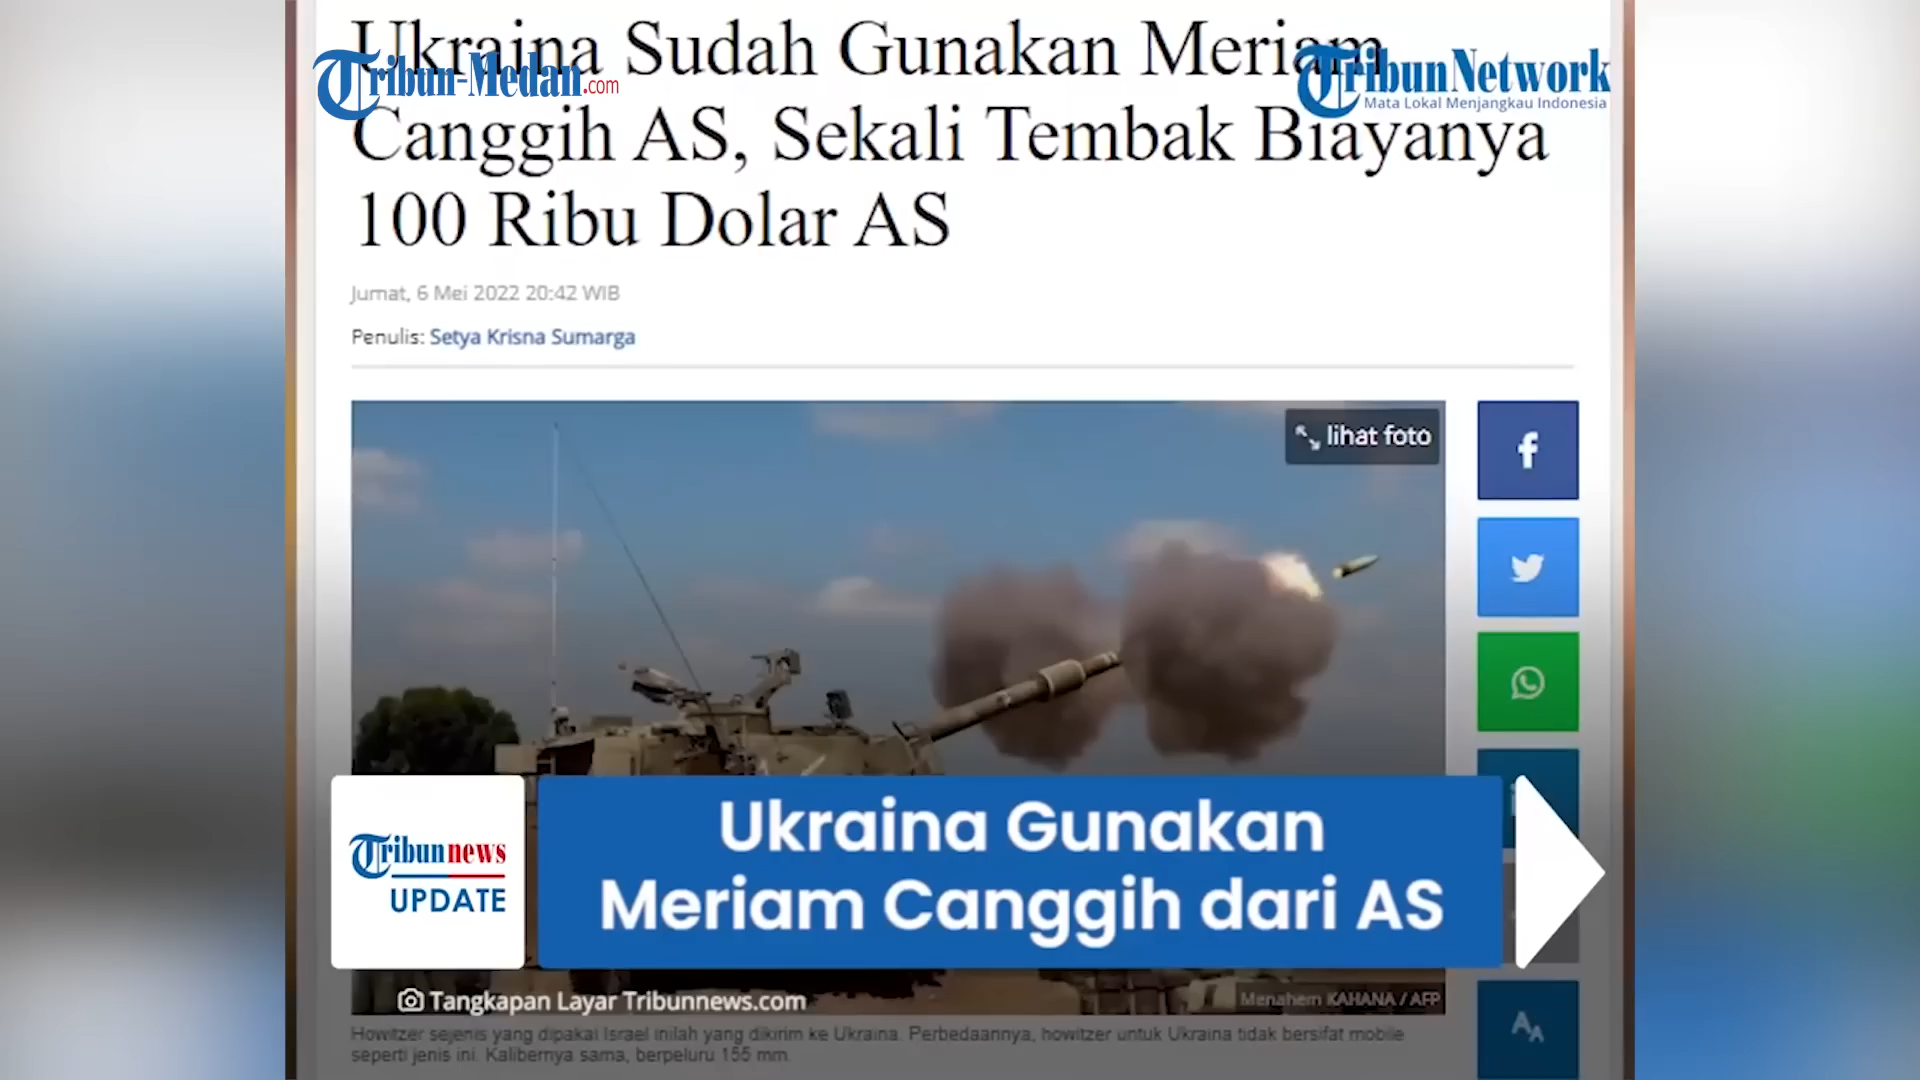 Ukraina Sudah Gunakan Meriam
Tribun-Medan.com
TribunNetwork
Mata Lokal Menjangkau Indonesia
Canggih AS, Sekali Tembak Biayanya
100 Ribu Dolar AS
Jumat, 6 Mei 2022 20:42 WIB
Penulis: Setya Krisna Sumarga
lihat foto
Tribunnews
UPDATE
Ukraina Gunakan
Meriam Canggih dari AS
Tangkapan Layar Tribunnews.com
Menahem KAHANA / AFP
Howitzer sejenis yang dipakai Israel inilah yang dikirim ke Ukraina. Perbedaannya, howitzer untuk Ukraina tidak bersifat mobile
seperti jenis ini. Kalibernya sama, berpeluru 155 mm.
AA